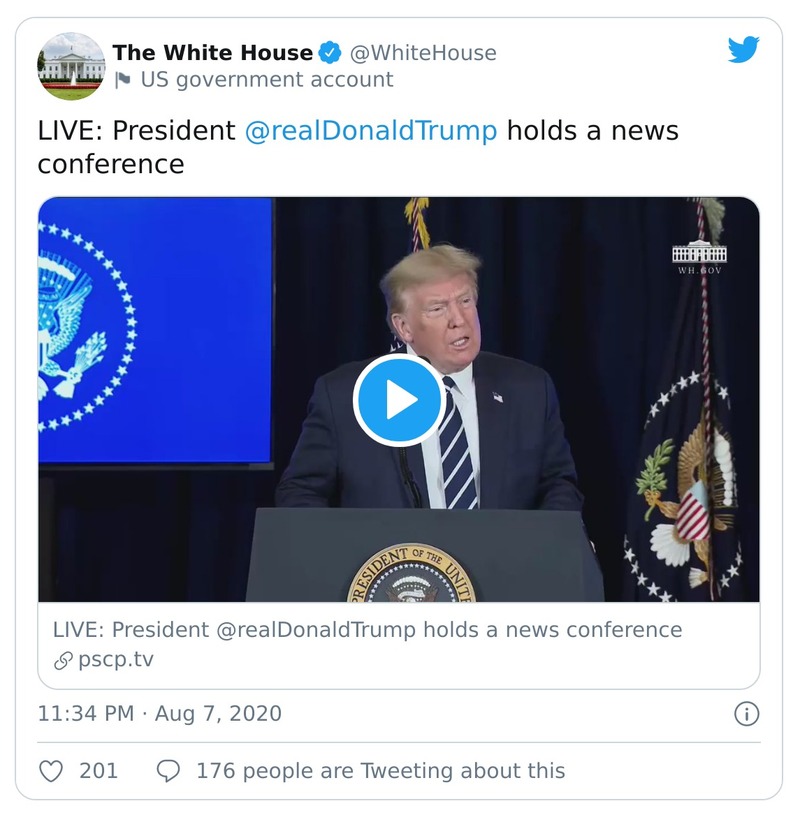 The White House @WhiteHouse
US government account
LIVE: President @realDonaldTrump holds a news
conference
WH.GOV
PRESIDENT OF THE UNITE
LIVE: President @realDonaldTrump holds a news conference
pscp.tv
11:34 PM · Aug 7, 2020
201 176 people are Tweeting about this